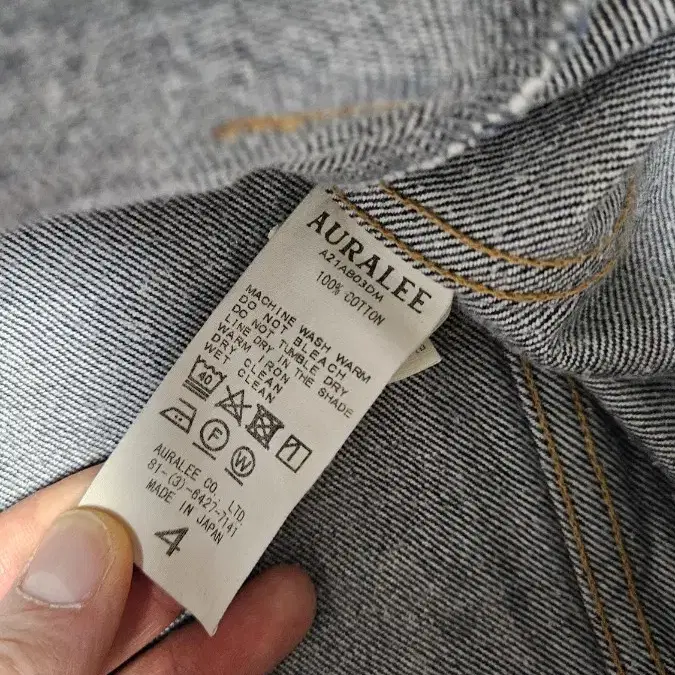 AURALEE
A21AB03DM
100% COTTON
MACHINE WASH WARM
DO NOT BLEACH
DO NOT TUMBLE DRY
LINE DRY IN THE SHADE
WARM IRON
DRY CLEAN
WET CLEAN
40
F
W
AURALEE CO., LTD.
81-(3)-6427-7141
MADE IN JAPAN
4